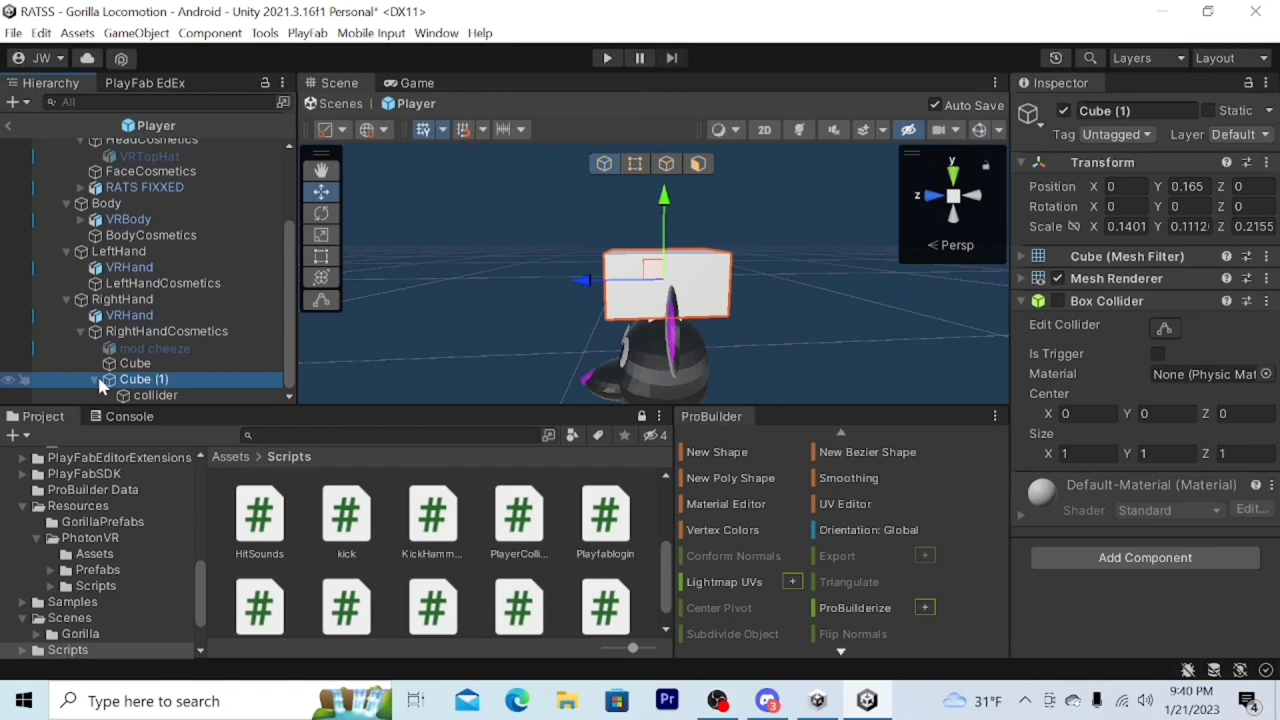 RATSS - Gorilla Locomotion - Android - Unity 2021.3.16f1 Personal* <DX11>
File Edit Assets GameObject Component Tools PlayFab Mobile Input Window Help
JW Layers Layout
Hierarchy PlayFab EdEx Scene Game Inspector
All Scenes Player Auto Save Cube (1) Static
Player 2D Tag Untagged Layer Default
HeadCosmetics
VRTopHat
FaceCosmetics
RATS FIXXED
Body
VRBody
BodyCosmetics
LeftHand
VRHand
LeftHandCosmetics
RightHand
VRHand
RightHandCosmetics
mod cheeze
Cube
Cube (1)
collider
y
z
Persp
Transform
Position X 0 Y 0.165 Z 0
Rotation X 0 Y 0 Z 0
Scale X 0.1401 Y 0.1112 Z 0.2155
Cube (Mesh Filter)
Mesh Renderer
Box Collider
Edit Collider
Is Trigger
Material None (Physic Mat
Center
X 0 Y 0 Z 0
Size
X 1 Y 1 Z 1
Default-Material (Material)
Shader Standard Edit...
Add Component
Project Console
4
PlayFabEditorExtensions
PlayFabSDK
ProBuilder Data
Resources
GorillaPrefabs
PhotonVR
Assets
Prefabs
Scripts
Samples
Scenes
Gorilla
Scripts
Assets > Scripts
HitSounds kick KickHamm... PlayerColli... Playfablogin
ProBuilder
New Shape New Bezier Shape
New Poly Shape Smoothing
Material Editor UV Editor
Vertex Colors Orientation: Global
Conform Normals Export
Lightmap UVs Triangulate
Center Pivot ProBuilderize
Subdivide Object Flip Normals
Type here to search Pr 3 31°F 9:40 PM
1/21/2023 4